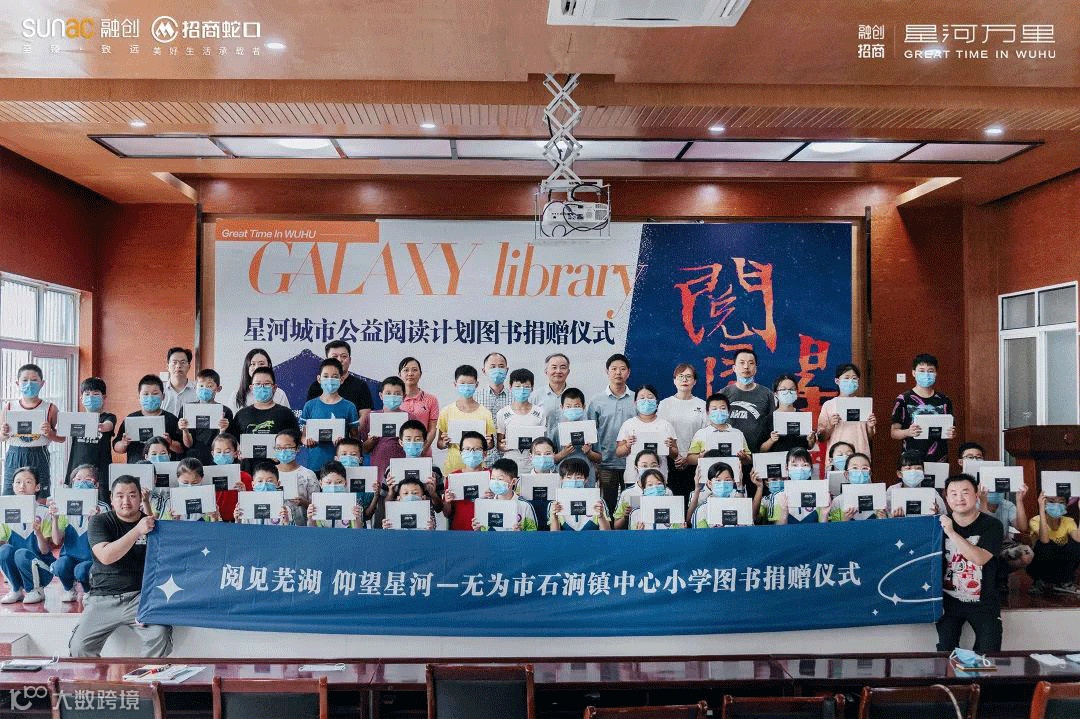 sunac 融创
至臻·致远
招商蛇口
美好生活承载者
融创
招商
星河万里
GREAT TIME IN WUHU
Great Time In WUHU
GALAXY library
星河城市公益阅读计划图书捐赠仪式
閱
星
阅见芜湖 仰望星河—无为市石涧镇中心小学图书捐赠仪式
大数跨境